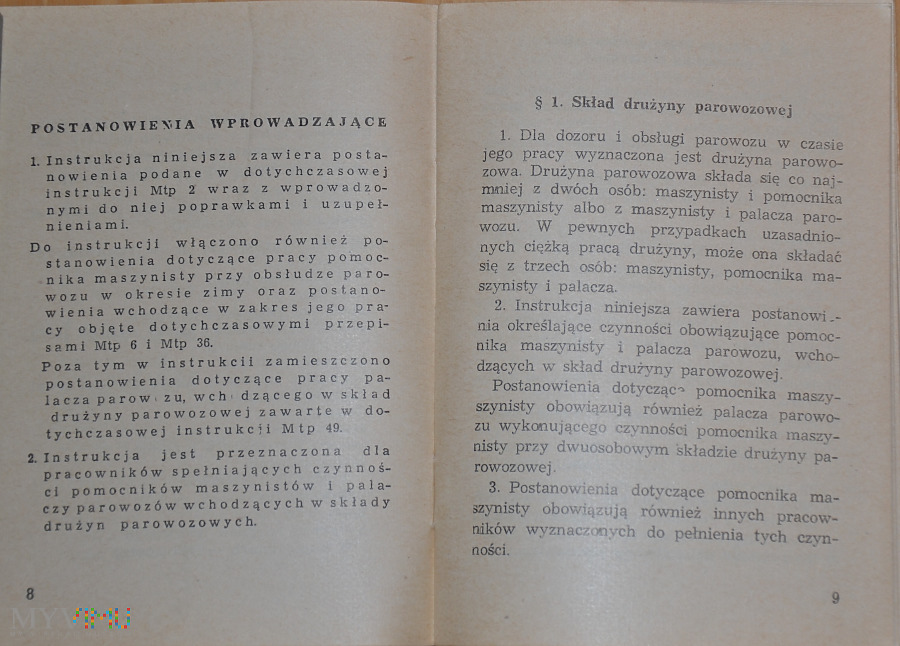 POSTANOWIENIA WPROWADZAJĄCE
1. Instrukcja niniejsza zawiera posta-
nowienia podane w dotychczasowej
instrukcji Mtp 2 wraz z wprowadzo-
nymi do niej poprawkami i uzupeł-
nieniami.
Do instrukcji włączono również po-
stanowienia dotyczące pracy pomoc-
nika maszynisty przy obsłudze paro-
wozu w okresie zimy oraz postano-
wienia wchodzące w zakres jego pra-
cy objęte dotychczasowymi przepi-
sami Mtp 6 i Mtp 36.
Poza tym w instrukcii zamieszczono
postanowienia dotyczące pracy pa-
lacza parow zu, wch dzącego w skład
drużyny parowozowej zawarte w do-
tychczasowej instrukcji Mtp 49.
2. Instrukcja jest przeznaczona dla
pracowników spełniających czynnoś-
ci pomocników maszynistów i pala-
czy parowozów wchodzących w składy
drużyn parowozowych.
8
§ 1. Skład drużyny parowozowej
1. Dla dozoru i obsługi parowozu w czasie
jego pracy wyznaczona jest drużyna parowo-
zowa. Drużyna parowozowa składa się co naj-
mniej z dwóch osób: maszynisty i pomocnika
maszynisty albo z maszynisty i palacza paro-
wozu. W pewnych przypadkach uzasadnio-
nych ciężką pracą drużyny, może ona składać
się z trzech osób: maszynisty, pomocnika ma-
szynisty i palacza.
2. Instrukcja niniejsza zawiera postanowi.-
nia określające czynności obowiązujące pomoc-
nika maszynisty i palacza parowozu, wcho-
dzących w skład drużyny parowozowej.
Postanowienia dotyczące pomocnika maszy-
szynisty obowiązują również palacza parowo-
zu wykonującego czynności pomocnika maszy-
nisty przy dwuosobowym składzie drużyny pa-
rowozowej.
3. Postanowienia dotyczące pomocnika ma-
szynisty obowiązują również innych pracow-
ników wyznaczonych do pełnienia tych czyn-
ności.
9